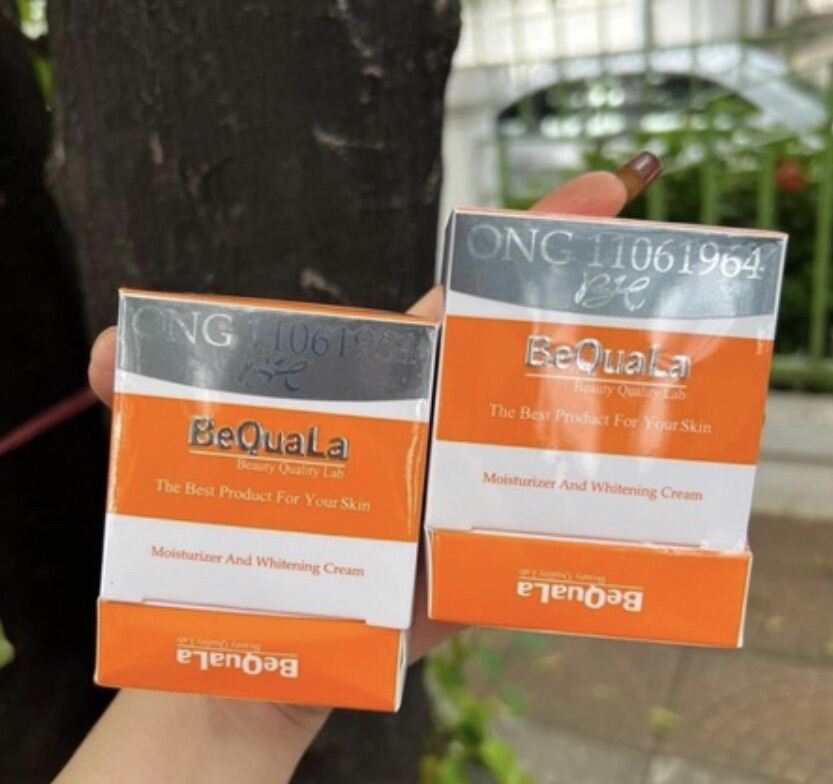 ONG 11061964
BeQuaLa
Beauty Quality Lab
The Best Product For Your Skin
Moisturizer And Whitening Cream
BeQuaLa
Beauty Quality Lab
ONG 11061964
BeQuaLa
Beauty Quality Lab
The Best Product For Your Skin
Moisturizer And Whitening Cream
BeQuaLa
Beauty Quality Lab